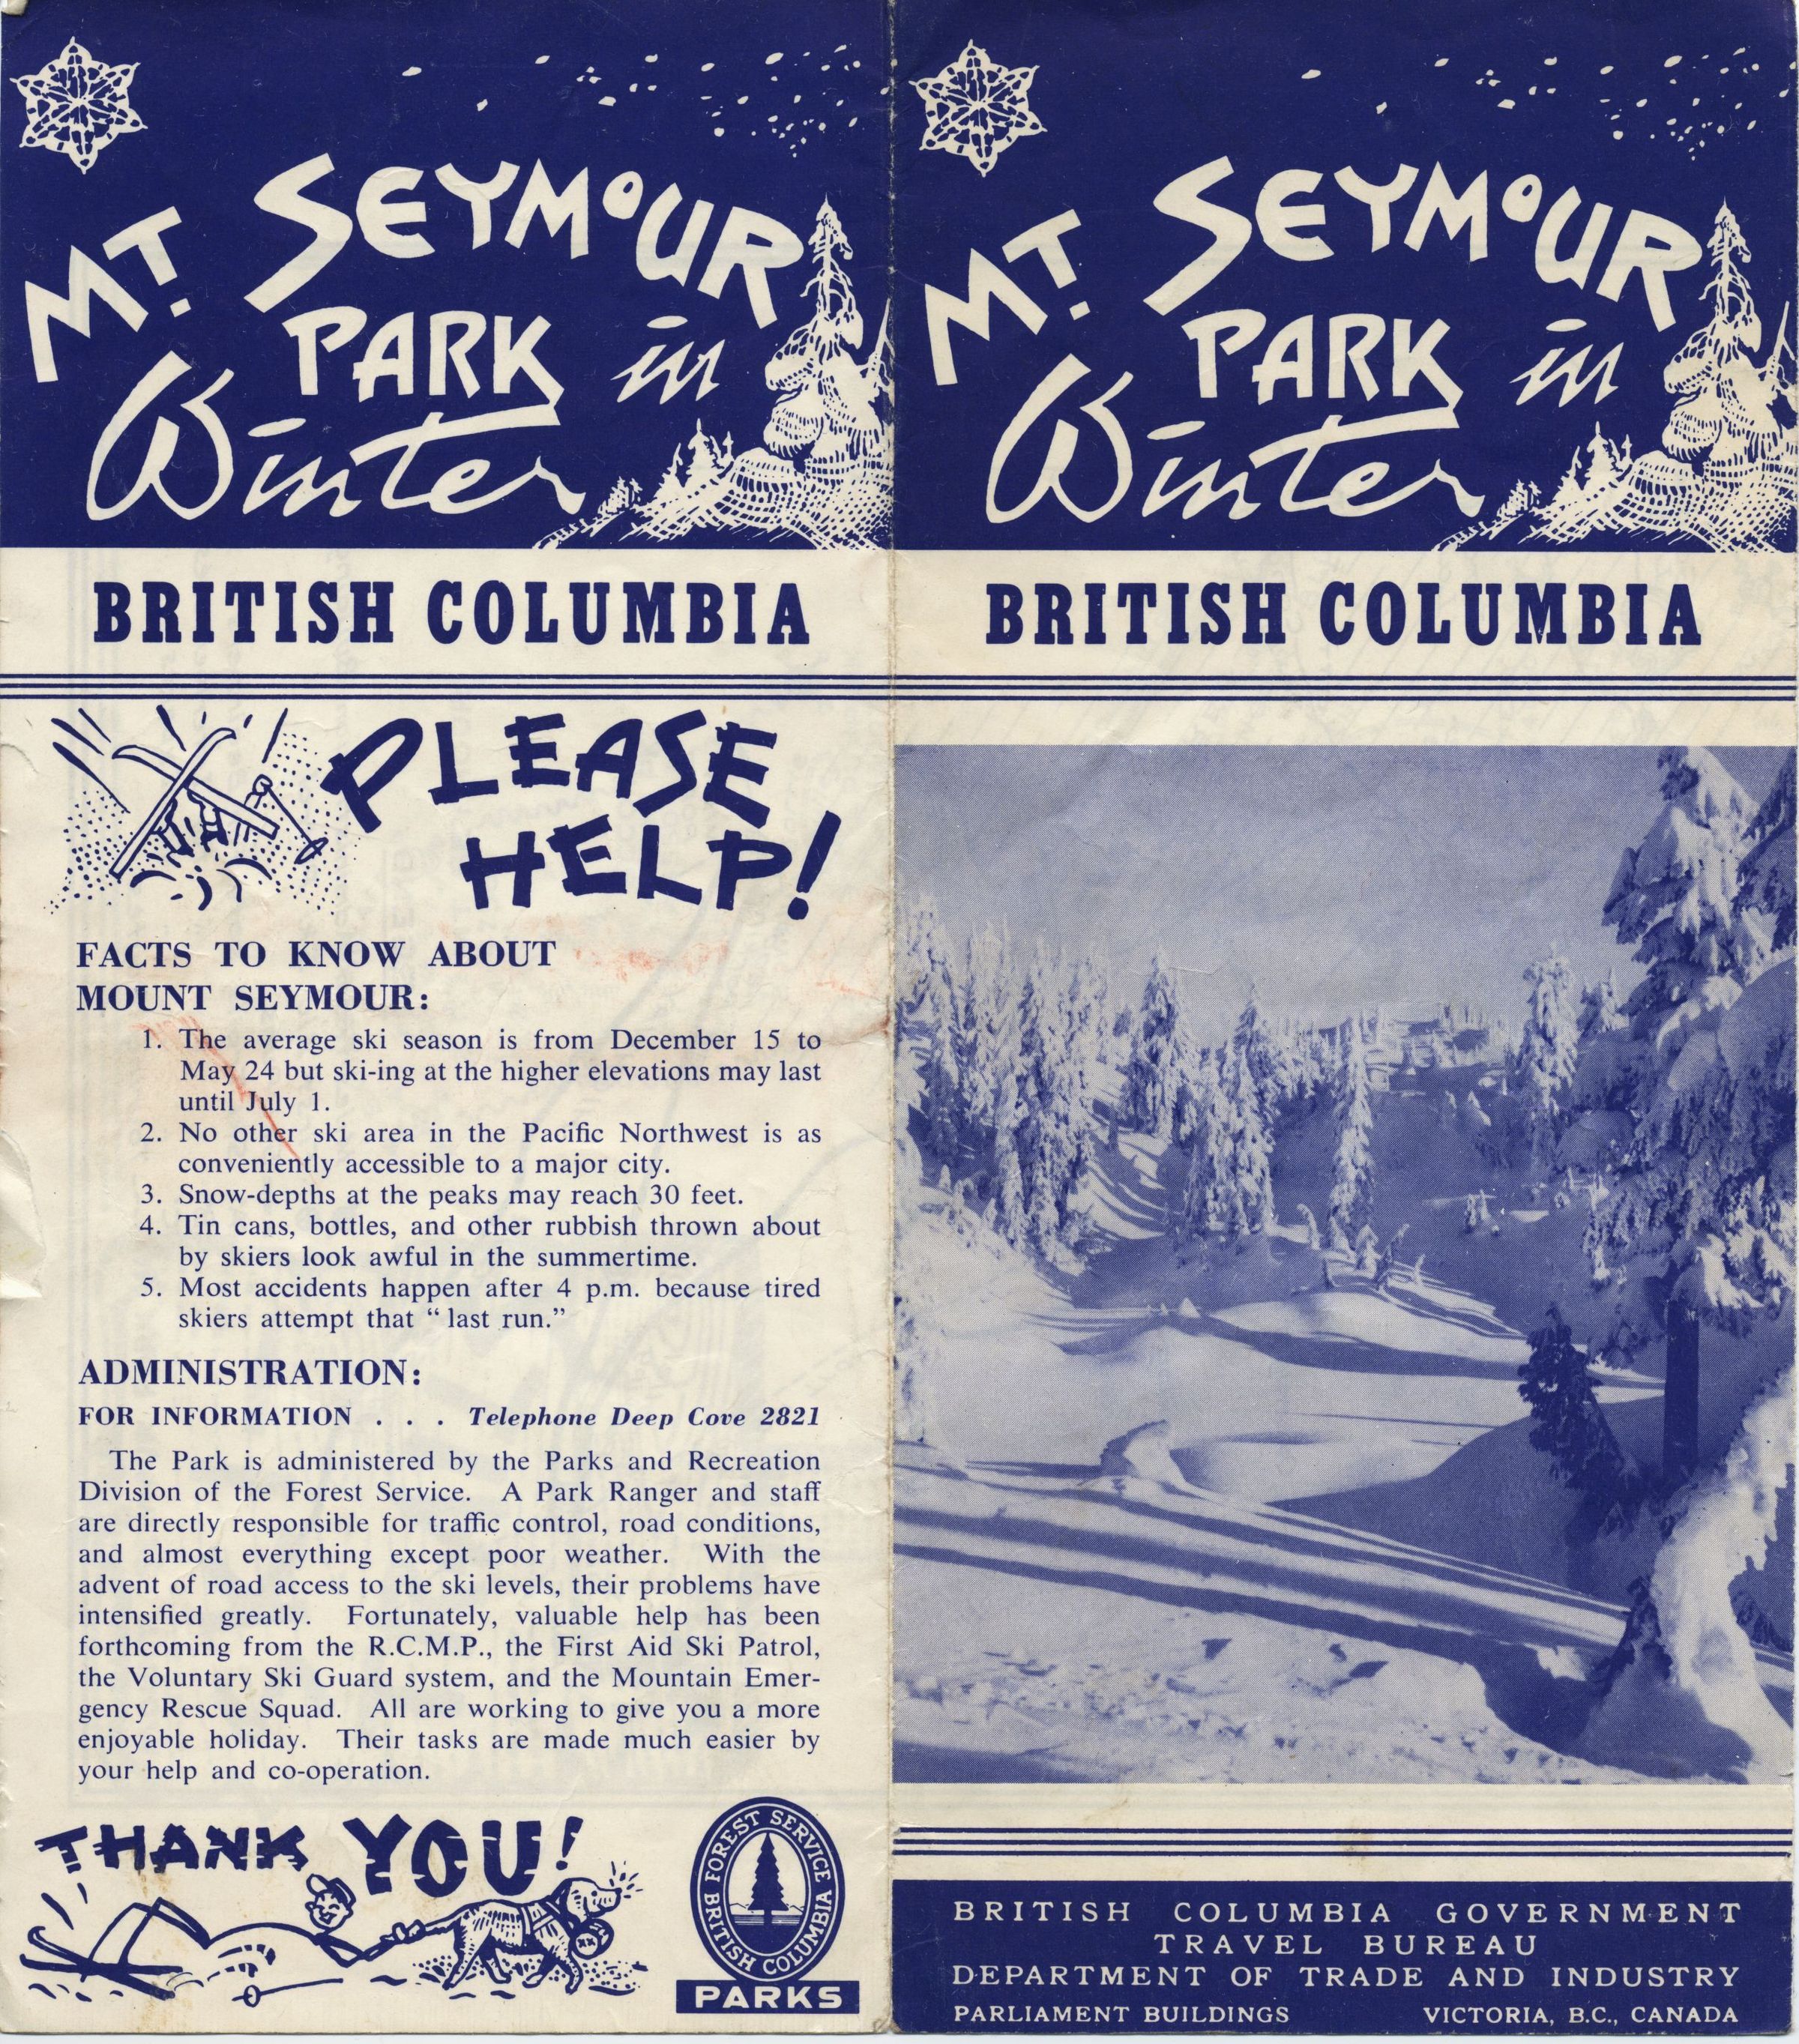 MT. SEYMOUR
PARK in
Winter
BRITISH COLUMBIA
PLEASE
HELP!
FACTS TO KNOW ABOUT
MOUNT SEYMOUR:
1. The average ski season is from December 15 to
May 24 but ski-ing at the higher elevations may last
until July 1.
2. No other ski area in the Pacific Northwest is as
conveniently accessible to a major city.
3. Snow-depths at the peaks may reach 30 feet.
4. Tin cans, bottles, and other rubbish thrown about
by skiers look awful in the summertime.
5. Most accidents happen after 4 p.m. because tired
skiers attempt that “ last run.”
ADMINISTRATION:
FOR INFORMATION . . . Telephone Deep Cove 2821
The Park is administered by the Parks and Recreation
Division of the Forest Service. A Park Ranger and staff
are directly responsible for traffic control, road conditions,
and almost everything except poor weather. With the
advent of road access to the ski levels, their problems have
intensified greatly. Fortunately, valuable help has been
forthcoming from the R.C.M.P., the First Aid Ski Patrol,
the Voluntary Ski Guard system, and the Mountain Emer-
gency Rescue Squad. All are working to give you a more
enjoyable holiday. Their tasks are made much easier by
your help and co-operation.
THANK YOU!
FOREST SERVICE
BRITISH COLUMBIA
PARKS
MT. SEYMOUR
PARK in
Winter
BRITISH COLUMBIA
BRITISH COLUMBIA GOVERNMENT
TRAVEL BUREAU
DEPARTMENT OF TRADE AND INDUSTRY
PARLIAMENT BUILDINGS VICTORIA, B.C., CANADA